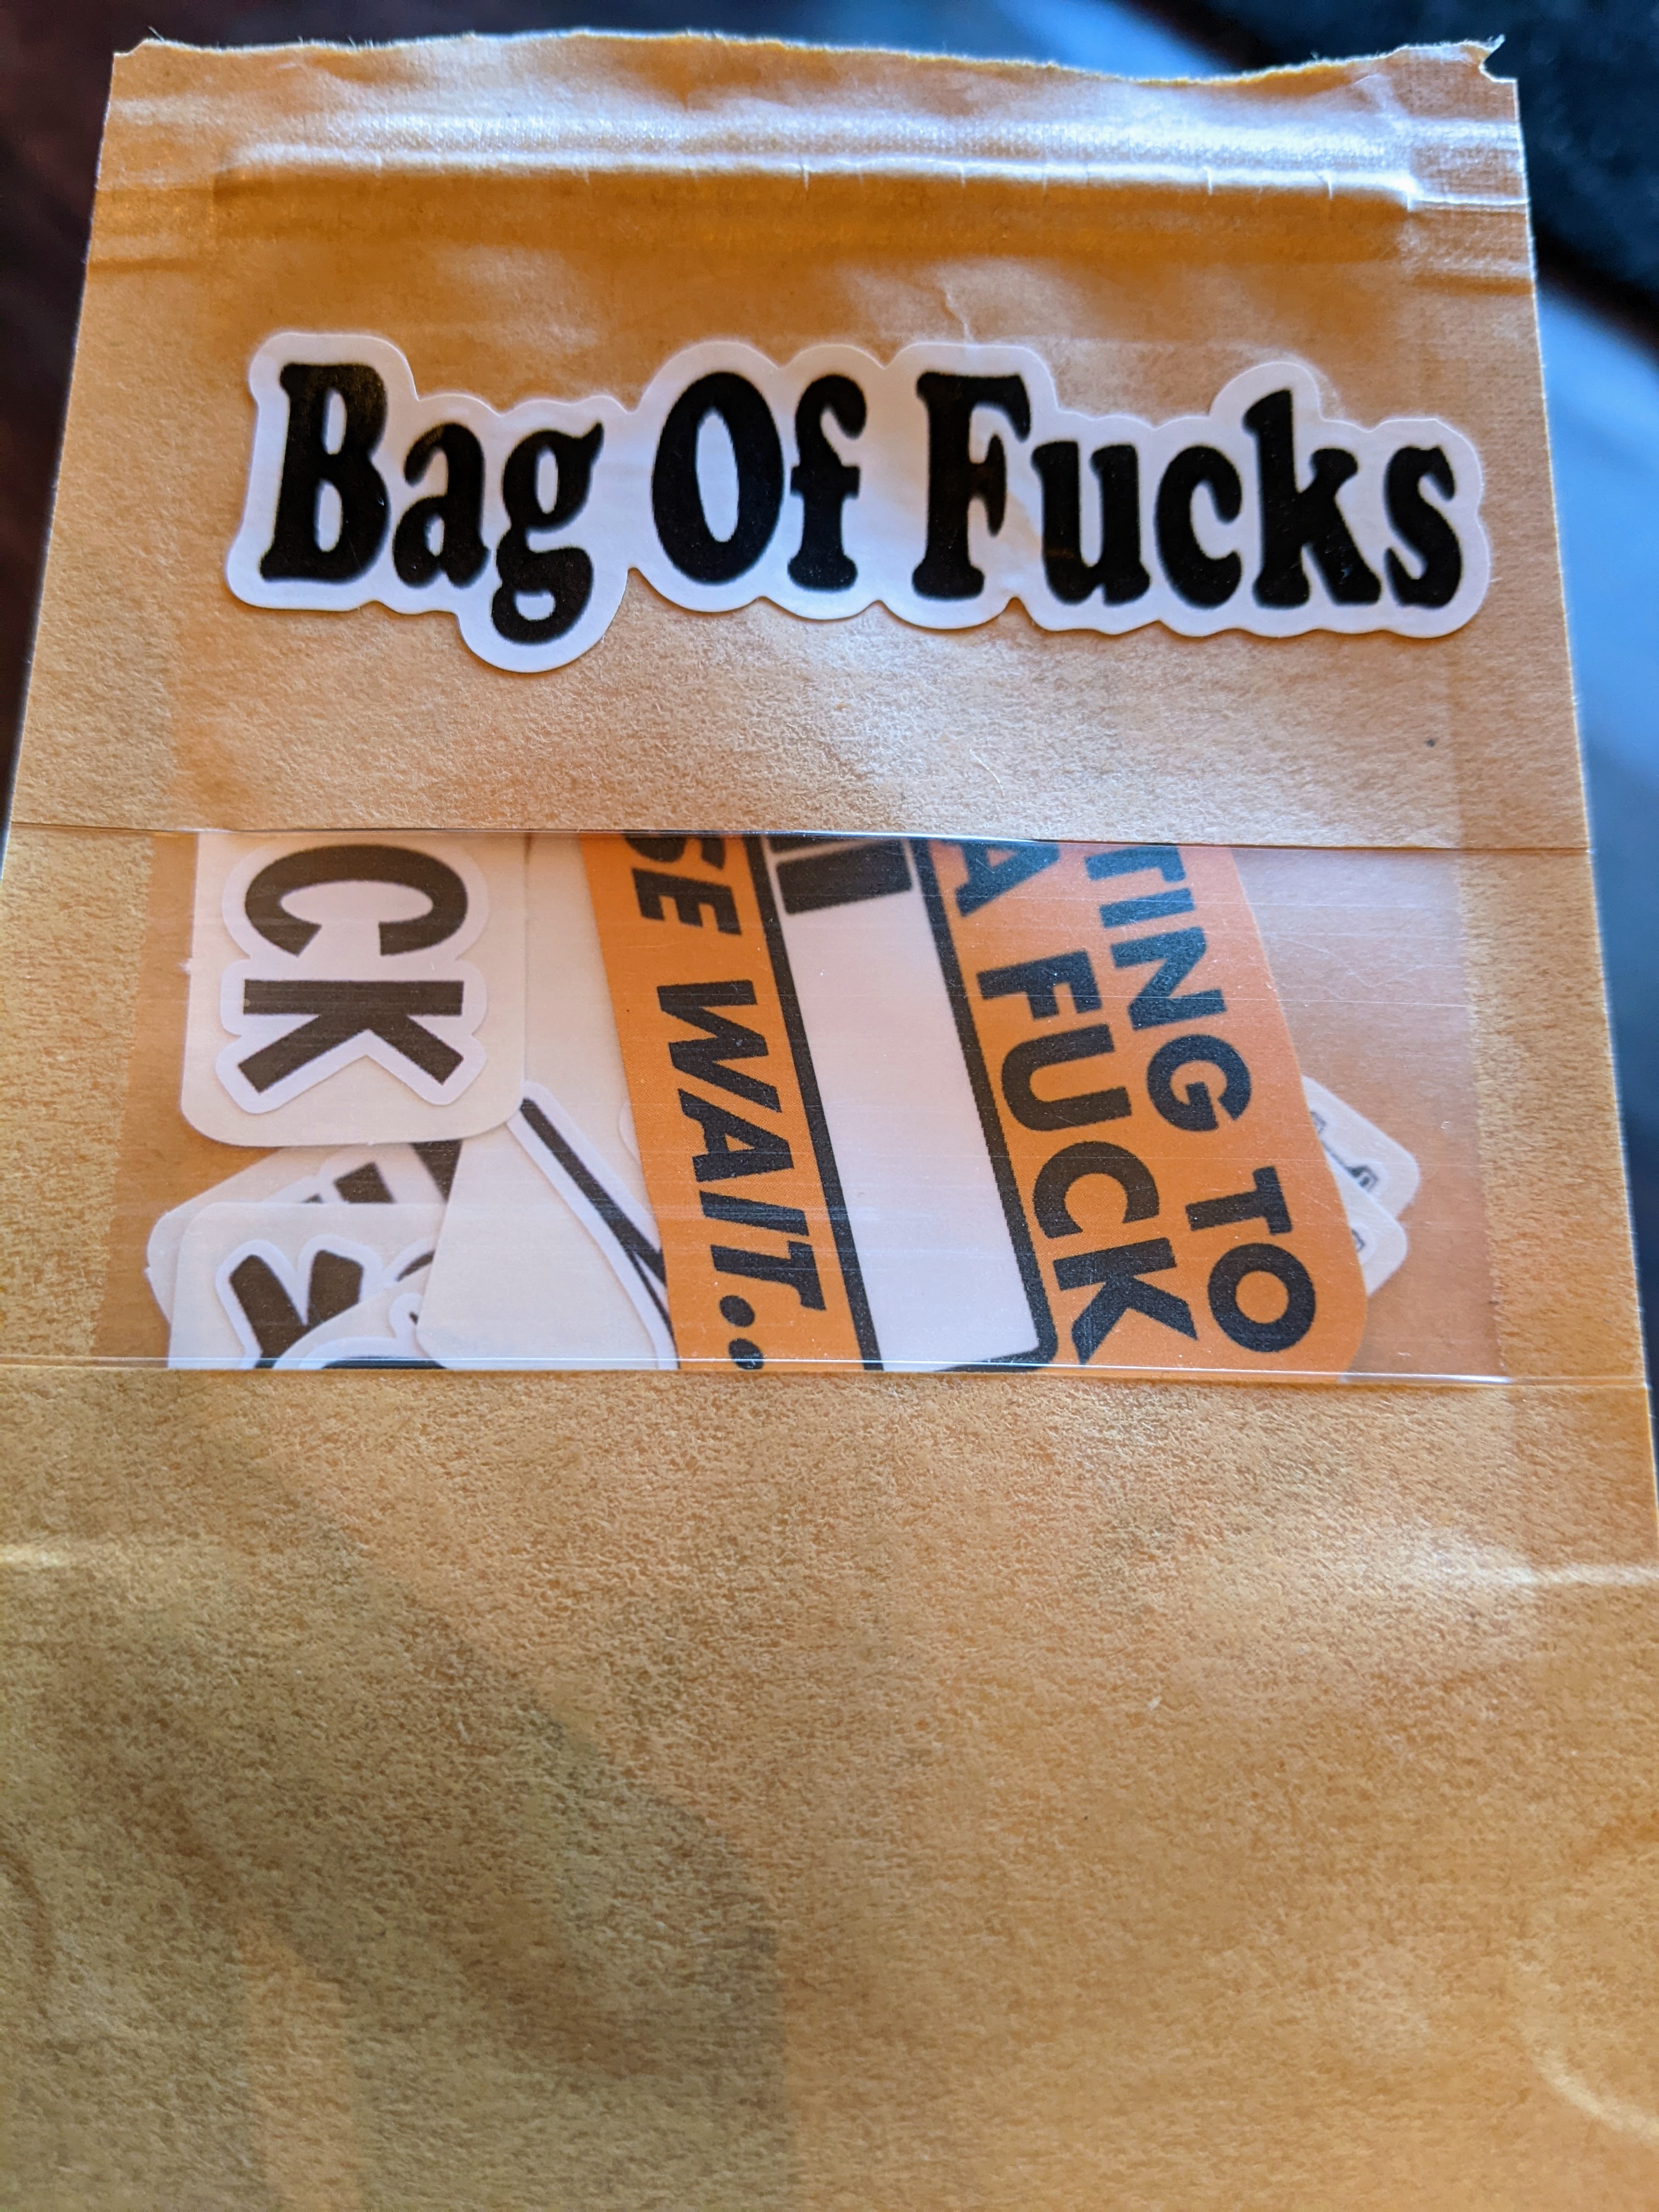 Bag Of Fucks
CK
SE WAIT..
A FUCK
TING TO